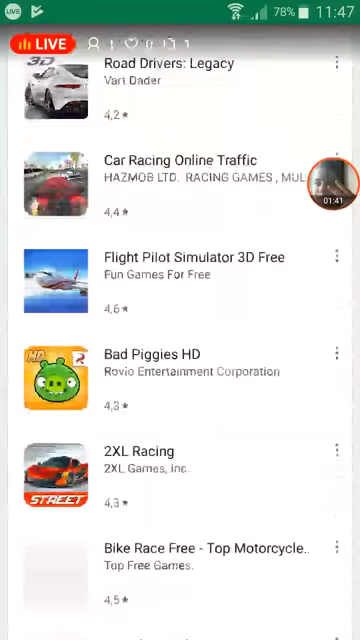 LIVE 78% 11:47
LIVE
3D
Road Drivers: Legacy
Vart Dader
4,2★
Car Racing Online Traffic
HAZMOB LTD. RACING GAMES , MUL
4,4★
01:41
Flight Pilot Simulator 3D Free
Fun Games For Free
4,6★
HD
Bad Piggies HD
Rovio Entertainment Corporation
4,3★
2XL Racing
2XL Games, inc.
STREET
4,3★
Bike Race Free - Top Motorcycle..
Top Free Games.
4,5★